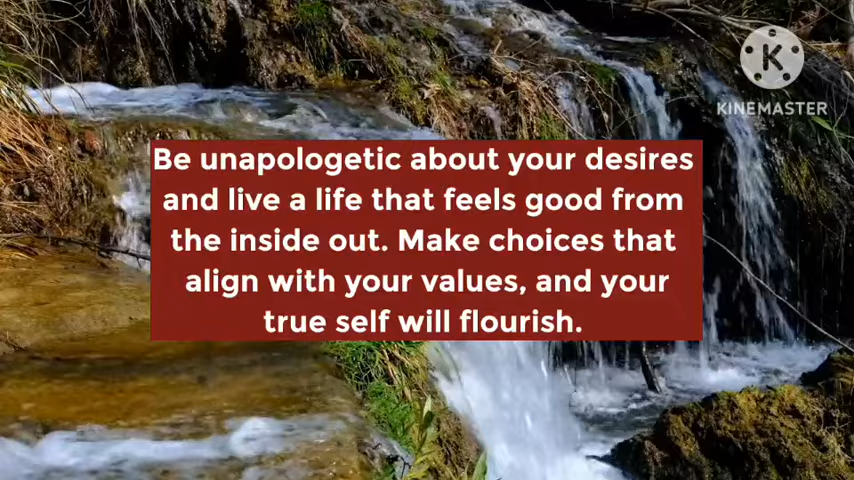 K
KINEMASTER
Be unapologetic about your desires
and live a life that feels good from
the inside out. Make choices that
align with your values, and your
true self will flourish.